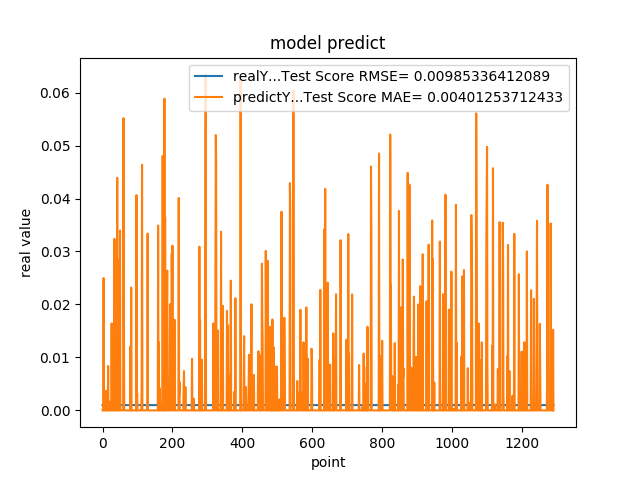 model predict
realY...Test Score RMSE= 0.00985336412089
predictY...Test Score MAE= 0.00401253712433
0.06
0.05
0.04
0.03
0.02
0.01
0.00
real value
0 200 400 600 800 1000 1200
point